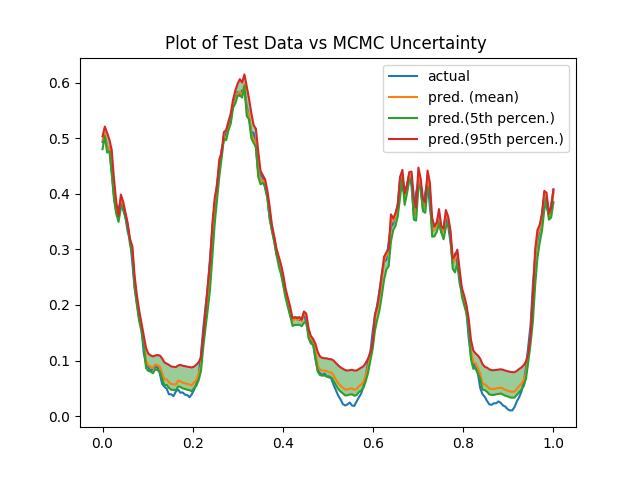 Plot of Test Data vs MCMC Uncertainty
actual
pred. (mean)
pred.(5th percen.)
pred.(95th percen.)
0.6
0.5
0.4
0.3
0.2
0.1
0.0
0.0 0.2 0.4 0.6 0.8 1.0